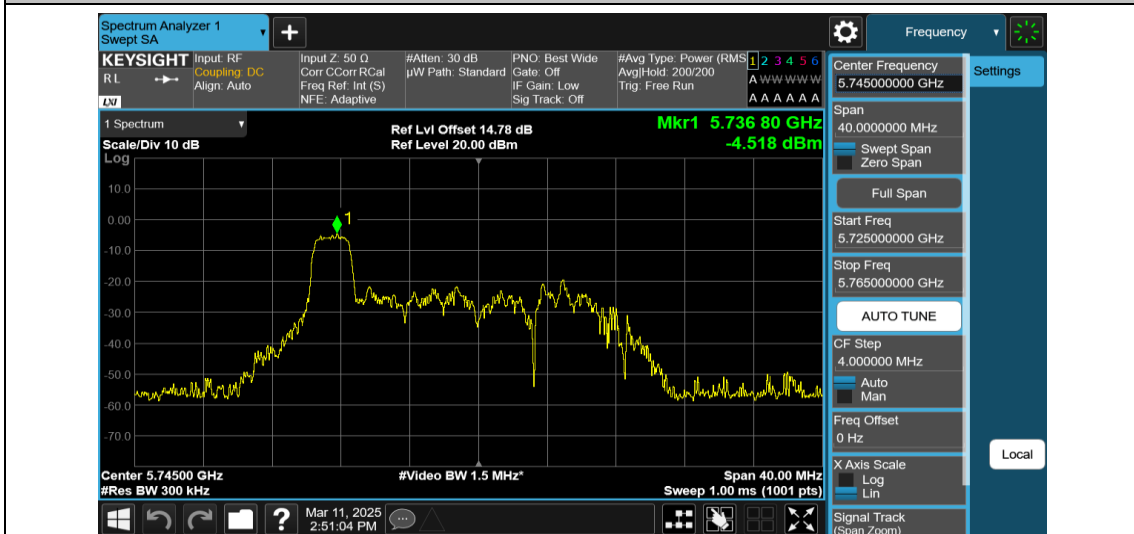 Spectrum Analyzer 1
Swept SA
Frequency
KEYSIGHT
R L
LXI
Input: RF
Coupling: DC
Align: Auto
Input Z: 50 Ω
Corr CCorr RCal
Freq Ref: Int (S)
NFE: Adaptive
#Atten: 30 dB
µW Path: Standard
PNO: Best Wide
Gate: Off
IF Gain: Low
Sig Track: Off
#Avg Type: Power (RMS
Avg|Hold: 200/200
Trig: Free Run
1 2 3 4 5 6
A W W W W W
A A A A A A
1 Spectrum
Scale/Div 10 dB
Log
Ref Lvl Offset 14.78 dB
Ref Level 20.00 dBm
Mkr1 5.736 80 GHz
-4.518 dBm
10.0
0.00
-10.0
-20.0
-30.0
-40.0
-50.0
-60.0
-70.0
1
Center 5.74500 GHz
#Res BW 300 kHz
#Video BW 1.5 MHz*
Span 40.00 MHz
Sweep 1.00 ms (1001 pts)
Center Frequency
5.745000000 GHz
Span
40.0000000 MHz
Swept Span
Zero Span
Full Span
Start Freq
5.725000000 GHz
Stop Freq
5.765000000 GHz
AUTO TUNE
CF Step
4.000000 MHz
Auto
Man
Freq Offset
0 Hz
X Axis Scale
Log
Lin
Signal Track
(Span Zoom)
Settings
Local
?
Mar 11, 2025
2:51:04 PM